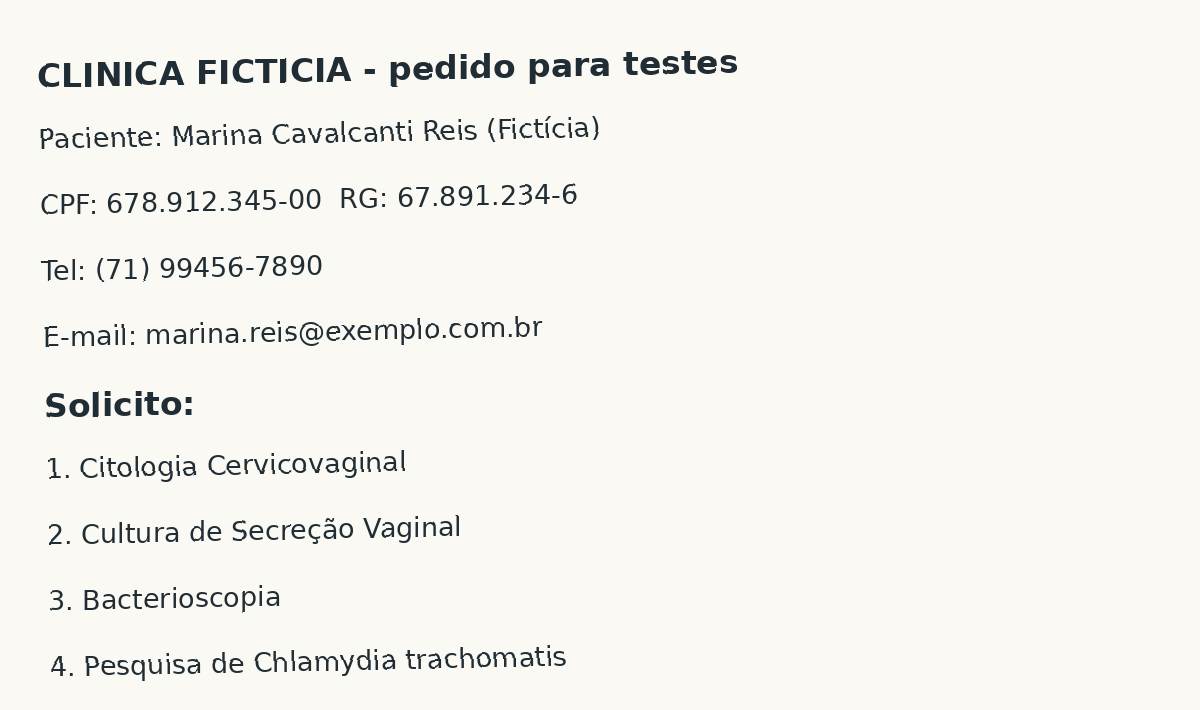 CLINICA FICTICIA - pedido para testes
Paciente: Marina Cavalcanti Reis (Fictícia)
CPF: 678.912.345-00  RG: 67.891.234-6
Tel: (71) 99456-7890
E-mail: marina.reis@exemplo.com.br
Solicito:
1. Citologia Cervicovaginal
2. Cultura de Secreção Vaginal
3. Bacterioscopia
4. Pesquisa de Chlamydia trachomatis